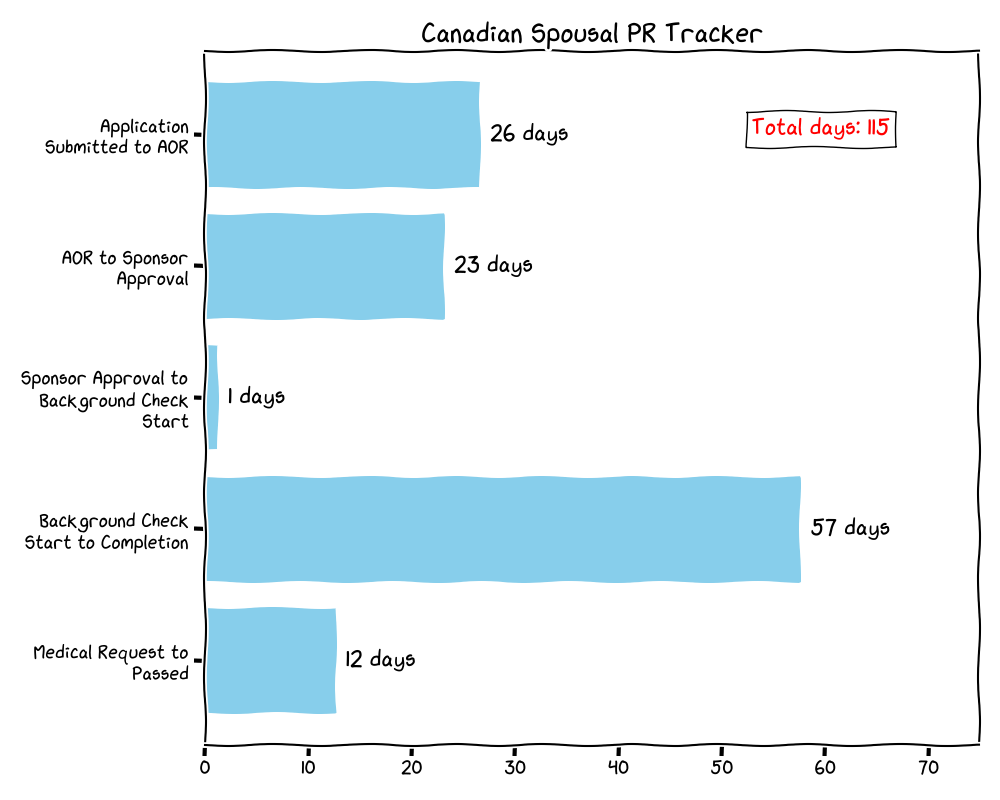 Canadian Spousal PR Tracker
Application
Submitted to AOR
26 days
Total days: 115
AOR to Sponsor
Approval
23 days
Sponsor Approval to
Background Check
Start
1 days
Background Check
Start to Completion
57 days
Medical Request to
Passed
12 days
0 10 20 30 40 50 60 70